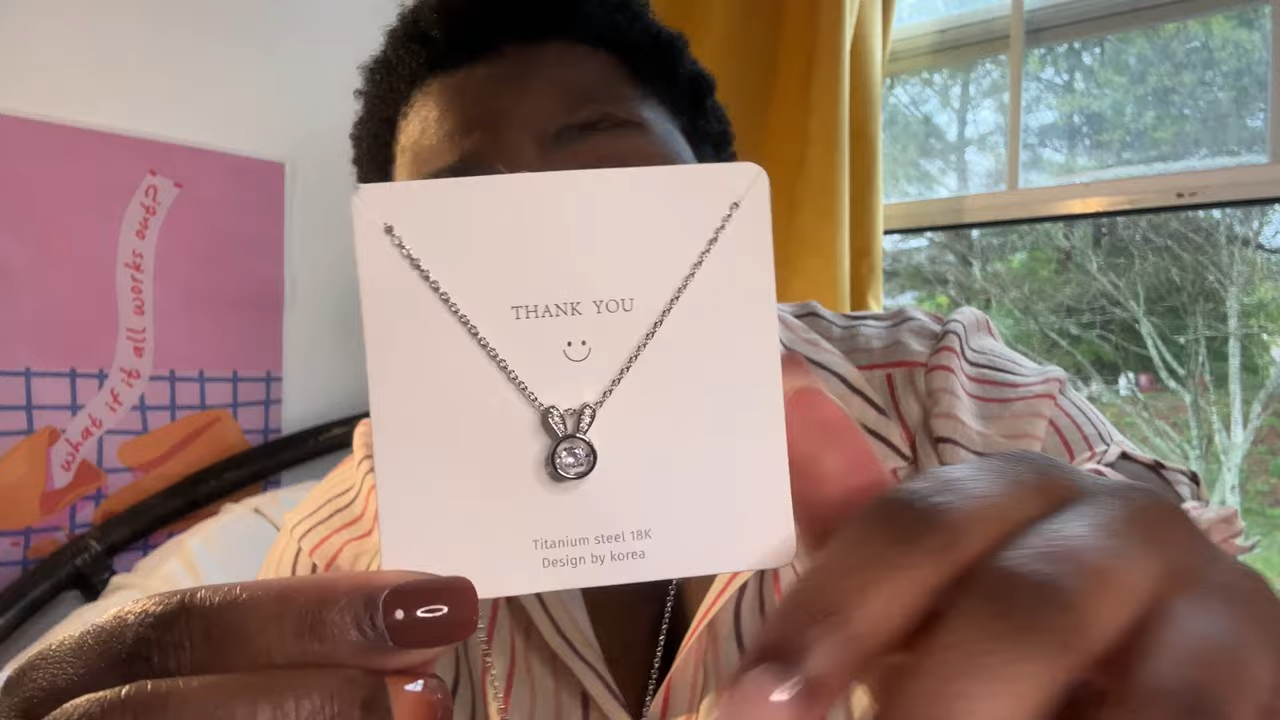 what if it all works out?
THANK YOU
Titanium steel 18K
Design by korea